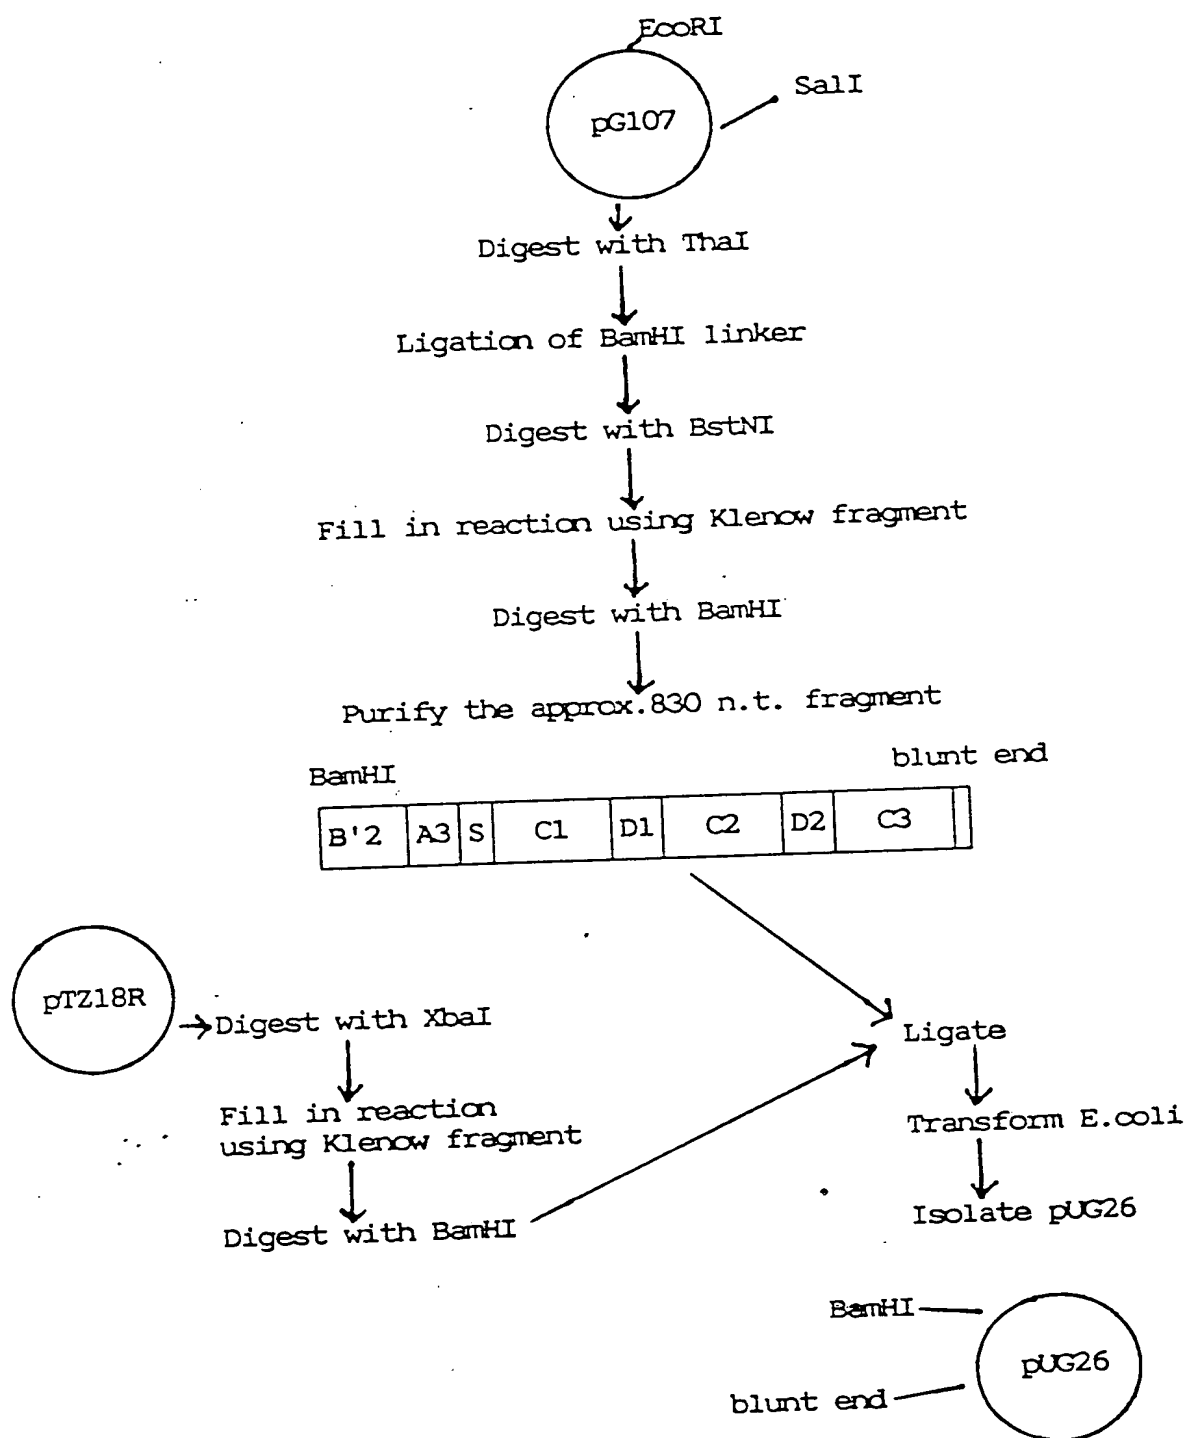 EcoRI
SalI
pG107
Digest with ThaI
Ligation of BamHI linker
Digest with BstNI
Fill in reaction using Klenow fragment
Digest with BamHI
Purify the approx.830 n.t. fragment
BamHI
blunt end
B'2 A3 S C1 D1 C2 D2 C3
pTZ18R
Digest with XbaI
Fill in reaction
using Klenow fragment
Digest with BamHI
Ligate
Transform E.coli
Isolate pUG26
BamHI
pUG26
blunt end